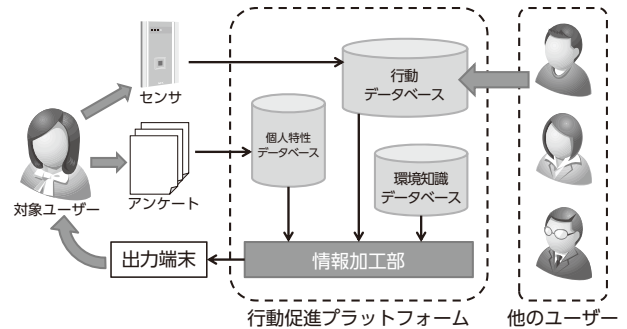 センサ
行動
データベース
個人特性
データベース
環境知識
データベース
対象ユーザー
アンケート
出力端末
情報加工部
行動促進プラットフォーム
他のユーザー